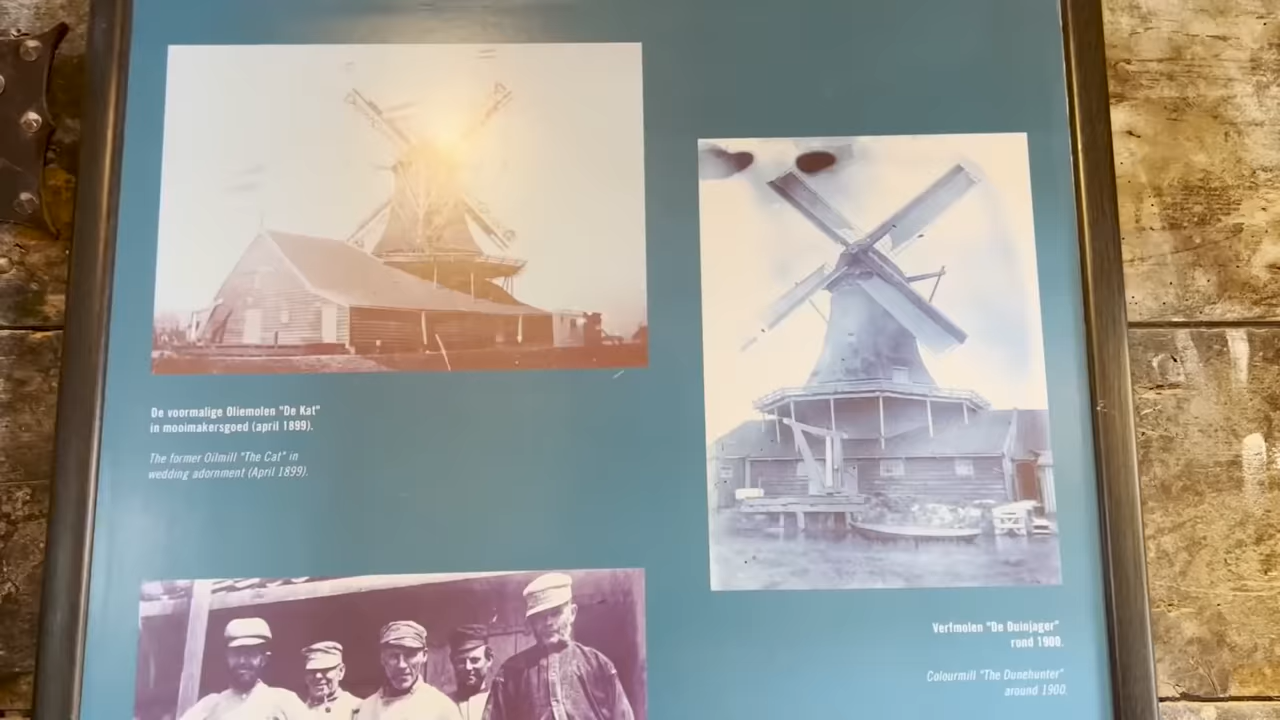 De voormalige Oliemolen "De Kat"
in mooimakersgoed (april 1899).
The former Oilmill "The Cat" in
wedding adornment (April 1899).
Verfmolen "De Duinjager"
rond 1900.
Colourmill "The Dunehunter"
around 1900.